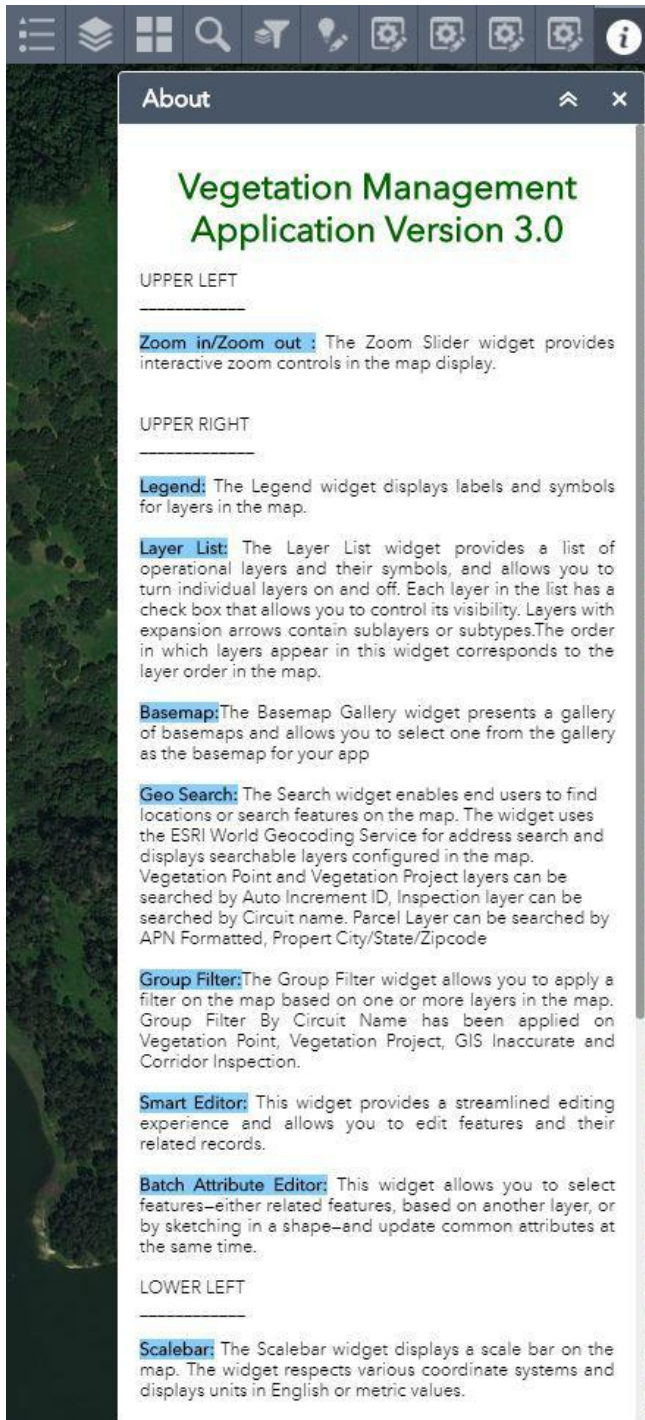 About
Vegetation Management
Application Version 3.0
UPPER LEFT
____________
Zoom in/Zoom out : The Zoom Slider widget provides
interactive zoom controls in the map display.
UPPER RIGHT
_____________
Legend: The Legend widget displays labels and symbols
for layers in the map.
Layer List: The Layer List widget provides a list of
operational layers and their symbols, and allows you to
turn individual layers on and off. Each layer in the list has a
check box that allows you to control its visibility. Layers with
expansion arrows contain sublayers or subtypes.The order
in which layers appear in this widget corresponds to the
layer order in the map.
Basemap:The Basemap Gallery widget presents a gallery
of basemaps and allows you to select one from the gallery
as the basemap for your app
Geo Search: The Search widget enables end users to find
locations or search features on the map. The widget uses
the ESRI World Geocoding Service for address search and
displays searchable layers configured in the map.
Vegetation Point and Vegetation Project layers can be
searched by Auto Increment ID, Inspection layer can be
searched by Circuit name. Parcel Layer can be searched by
APN Formatted, Propert City/State/Zipcode
Group Filter:The Group Filter widget allows you to apply a
filter on the map based on one or more layers in the map.
Group Filter By Circuit Name has been applied on
Vegetation Point, Vegetation Project, GIS Inaccurate and
Corridor Inspection.
Smart Editor: This widget provides a streamlined editing
experience and allows you to edit features and their
related records.
Batch Attribute Editor: This widget allows you to select
features—either related features, based on another layer, or
by sketching in a shape—and update common attributes at
the same time.
LOWER LEFT
____________
Scalebar: The Scalebar widget displays a scale bar on the
map. The widget respects various coordinate systems and
displays units in English or metric values.